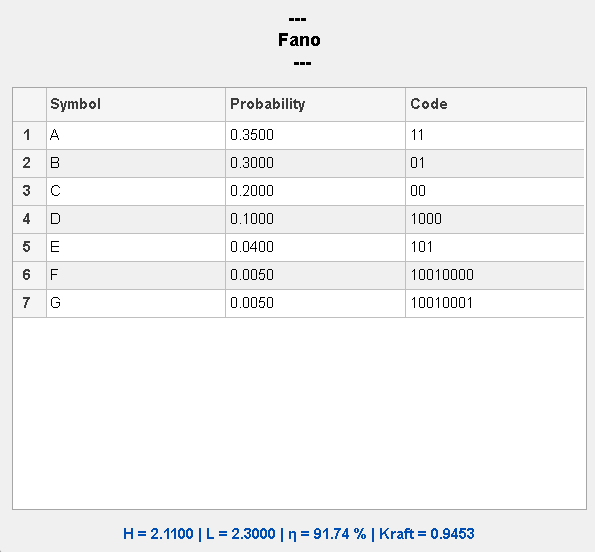 ---
Fano
---
Symbol Probability Code
1 A 0.3500 11
2 B 0.3000 01
3 C 0.2000 00
4 D 0.1000 1000
5 E 0.0400 101
6 F 0.0050 10010000
7 G 0.0050 10010001
H = 2.1100 | L = 2.3000 | η = 91.74 % | Kraft = 0.9453